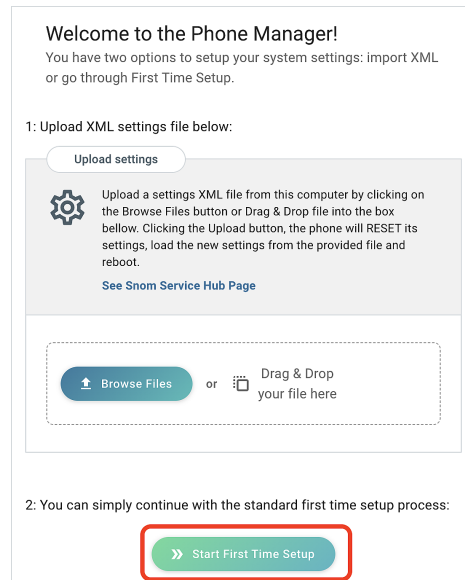 Welcome to the Phone Manager!
You have two options to setup your system settings: import XML
or go through First Time Setup.
1: Upload XML settings file below:
Upload settings
Upload a settings XML file from this computer by clicking on
the Browse Files button or Drag & Drop file into the box
bellow. Clicking the Upload button, the phone will RESET its
settings, load the new settings from the provided file and
reboot.
See Snom Service Hub Page
Browse Files or Drag & Drop
your file here
2: You can simply continue with the standard first time setup process:
Start First Time Setup